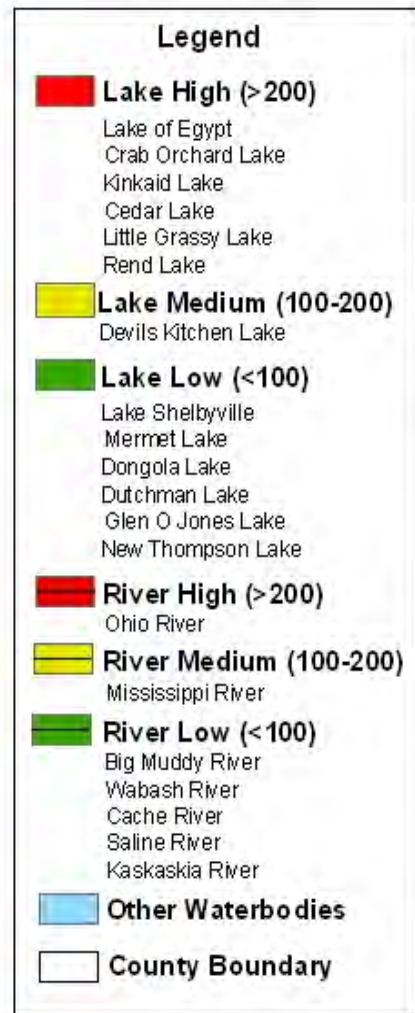 Legend
Lake High (>200)
Lake of Egypt
Crab Orchard Lake
Kinkaid Lake
Cedar Lake
Little Grassy Lake
Rend Lake
Lake Medium (100-200)
Devils Kitchen Lake
Lake Low (<100)
Lake Shelbyville
Mermet Lake
Dongola Lake
Dutchman Lake
Glen O Jones Lake
New Thompson Lake
River High (>200)
Ohio River
River Medium (100-200)
Mississippi River
River Low (<100)
Big Muddy River
Wabash River
Cache River
Saline River
Kaskaskia River
Other Waterbodies
County Boundary